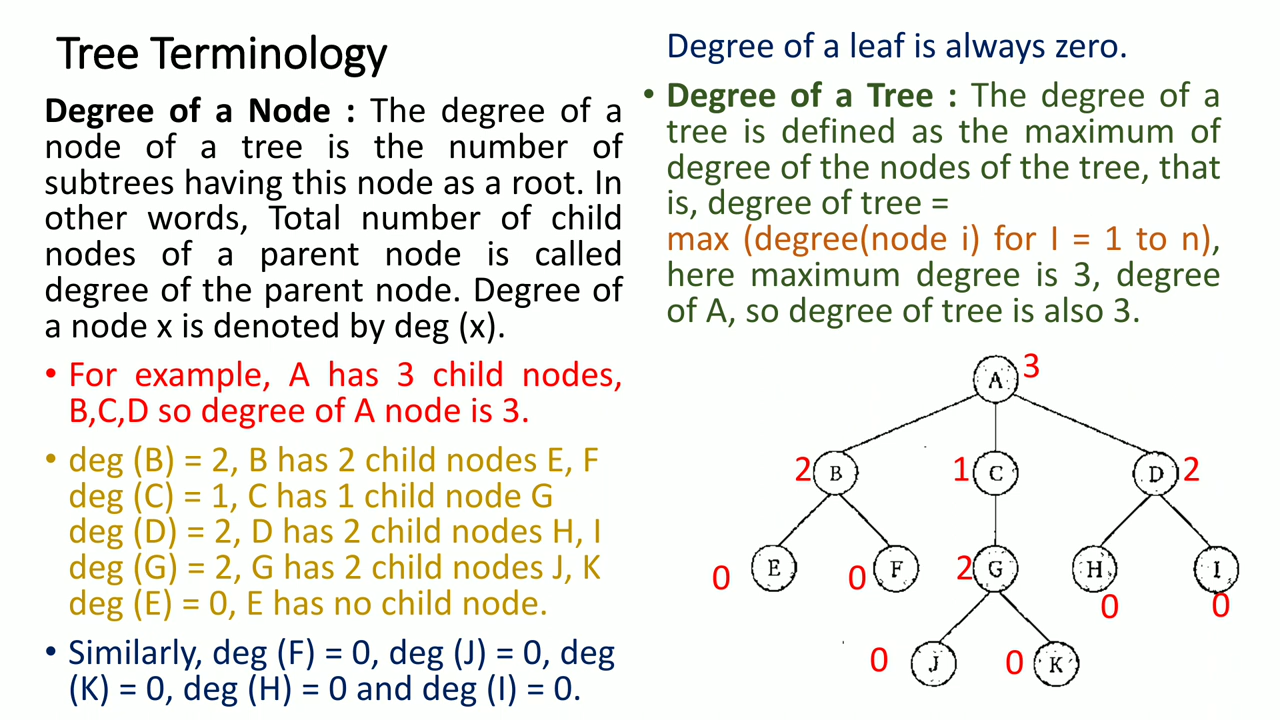 Tree Terminology
Degree of a Node : The degree of a
node of a tree is the number of
subtrees having this node as a root. In
other words, Total number of child
nodes of a parent node is called
degree of the parent node. Degree of
a node x is denoted by deg (x).
• For example, A has 3 child nodes,
B,C,D so degree of A node is 3.
• deg (B) = 2, B has 2 child nodes E, F
deg (C) = 1, C has 1 child node G
deg (D) = 2, D has 2 child nodes H, I
deg (G) = 2, G has 2 child nodes J, K
deg (E) = 0, E has no child node.
• Similarly, deg (F) = 0, deg (J) = 0, deg
(K) = 0, deg (H) = 0 and deg (I) = 0.
Degree of a leaf is always zero.
• Degree of a Tree : The degree of a
tree is defined as the maximum of
degree of the nodes of the tree, that
is, degree of tree =
max (degree(node i) for I = 1 to n),
here maximum degree is 3, degree
of A, so degree of tree is also 3.
A 3
2 B 1 C D 2
0 E 0 F 2 G H I
0 0
0 J 0 K